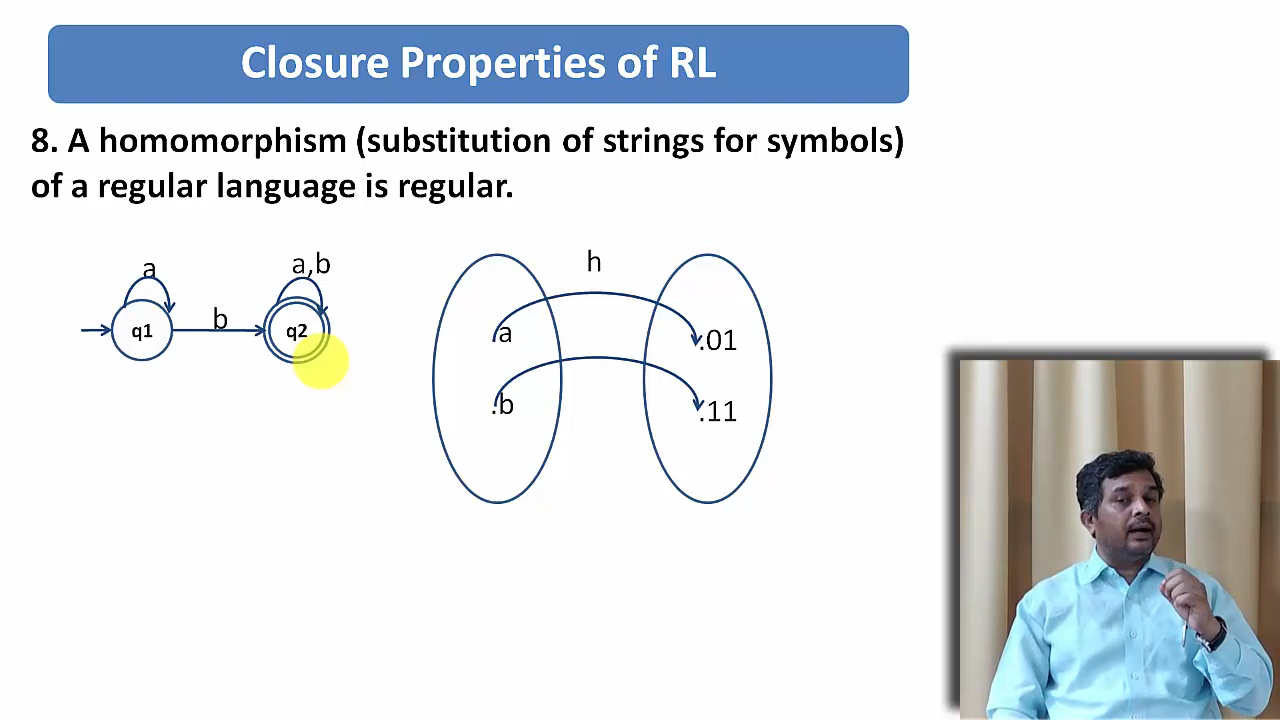 Closure Properties of RL
8. A homomorphism (substitution of strings for symbols)
of a regular language is regular.
a
a,b
h
q1
b
q2
a
.01
.b
.11